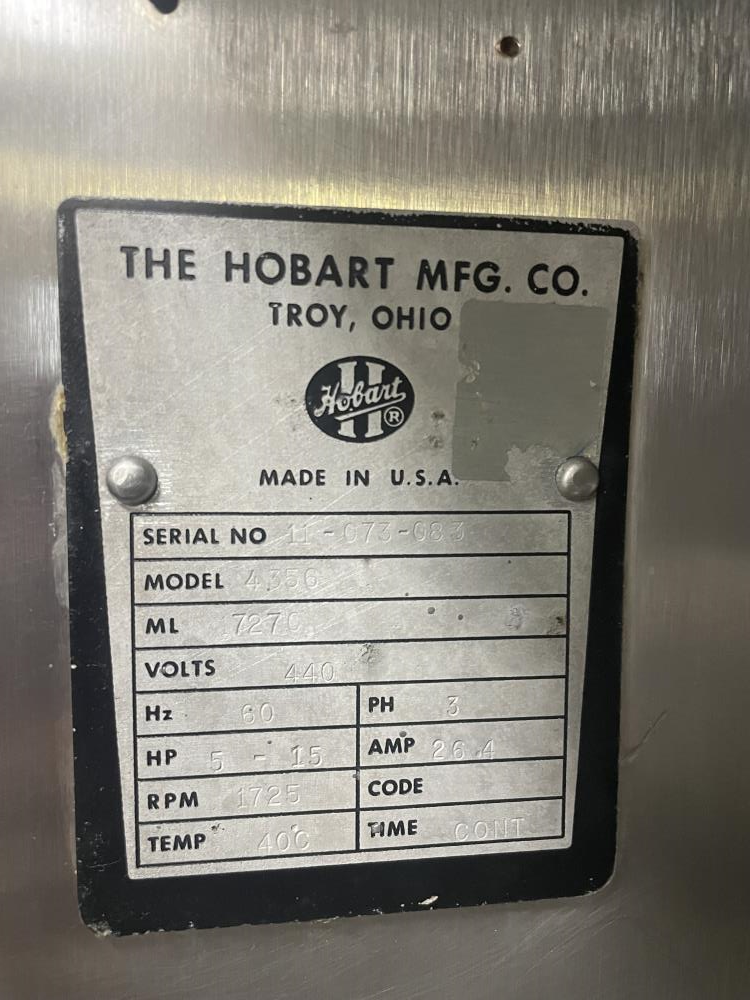 THE HOBART MFG. CO.
TROY, OHIO
Hobart ®
MADE IN U.S.A.
SERIAL NO 11-073-083
MODEL 4356
ML 7270
VOLTS 440
Hz 60 PH 3
HP 5 - 15 AMP 26.4
RPM 1725 CODE
TEMP 40C TIME CONT